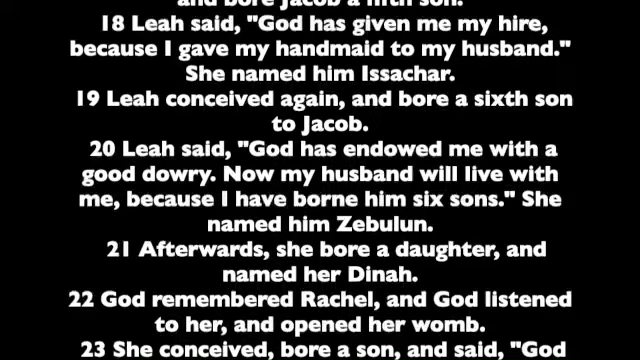 and bore Jacob a fifth son.
18 Leah said, "God has given me my hire,
because I gave my handmaid to my husband."
She named him Issachar.
19 Leah conceived again, and bore a sixth son
to Jacob.
20 Leah said, "God has endowed me with a
good dowry. Now my husband will live with
me, because I have borne him six sons." She
named him Zebulun.
21 Afterwards, she bore a daughter, and
named her Dinah.
22 God remembered Rachel, and God listened
to her, and opened her womb.
23 She conceived, bore a son, and said, "God